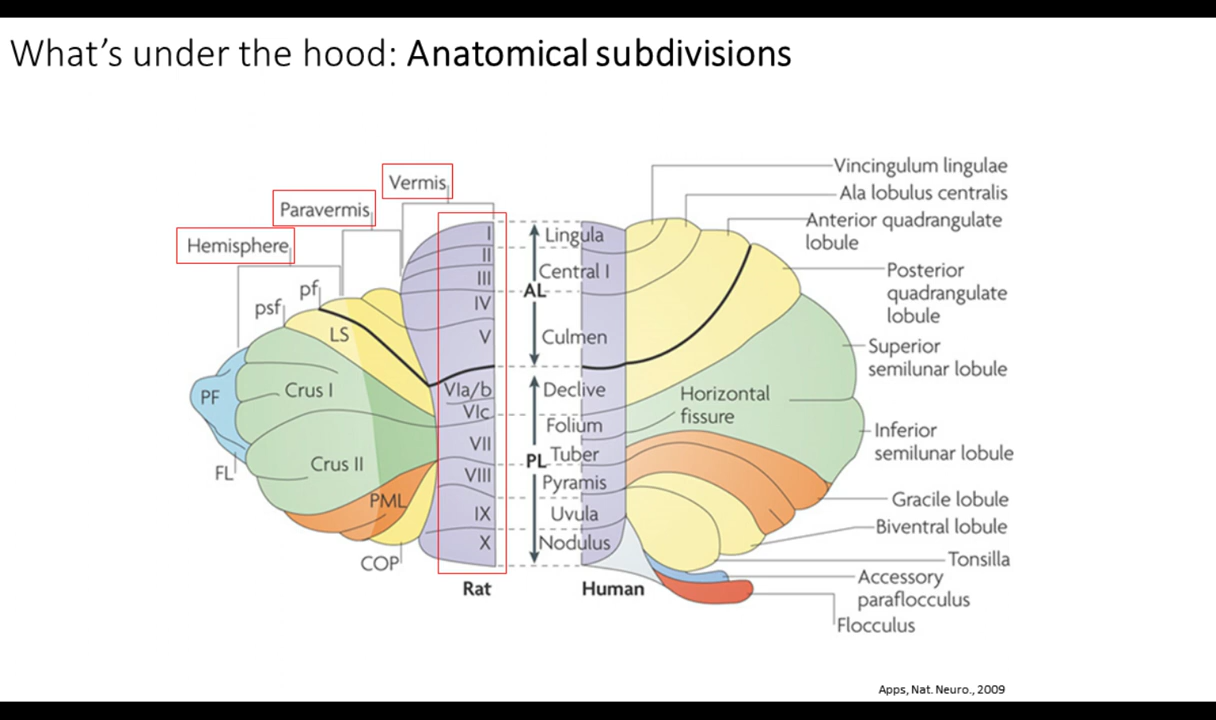 What's under the hood: Anatomical subdivisions
Vermis
Paravermis
Hemisphere
pf
psf
LS
PF
Crus I
Crus II
FL
PML
COP
I
II
III
IV
V
VIa/b
VIc
VII
VIII
IX
X
Rat
AL
PL
Lingula
Central I
Culmen
Declive
Folium
Tuber
Pyramis
Uvula
Nodulus
Human
Horizontal
fissure
Vincingulum lingulae
Ala lobulus centralis
Anterior quadrangulate
lobule
Posterior
quadrangulate
lobule
Superior
semilunar lobule
Inferior
semilunar lobule
Gracile lobule
Biventral lobule
Tonsilla
Accessory
paraflocculus
Flocculus
Apps, Nat. Neuro., 2009